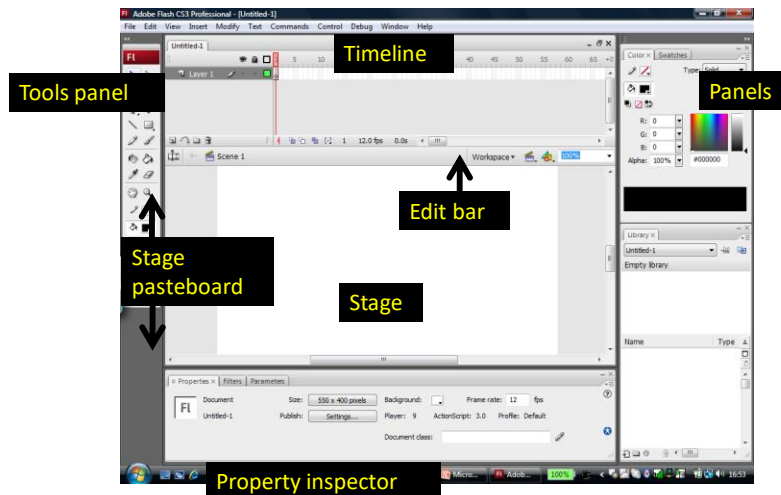 Adobe Flash CS3 Professional - [Untitled-1]
File Edit View Insert Modify Text Commands Control Debug Window Help
Untitled-1
Timeline
Fl
5 10 40 45 50 55 60 65
Layer 1
Tools panel
1 12.0 fps 0.0s
Scene 1
Workspace
100%
Edit bar
Stage
pasteboard
Stage
Color × Swatches
Type: Solid
Panels
R: 0
G: 0
B: 0
Alpha: 100% #000000
Library ×
Untitled-1
Empty library
Name Type
Properties × Filters Parameters
Fl
Document Size: 550 x 400 pixels Background: Frame rate: 12 fps
Untitled-1 Publish: Settings... Player: 9 ActionScript: 3.0 Profile: Default
Document class:
Property inspector
Micro... Adob... 100% 16:53